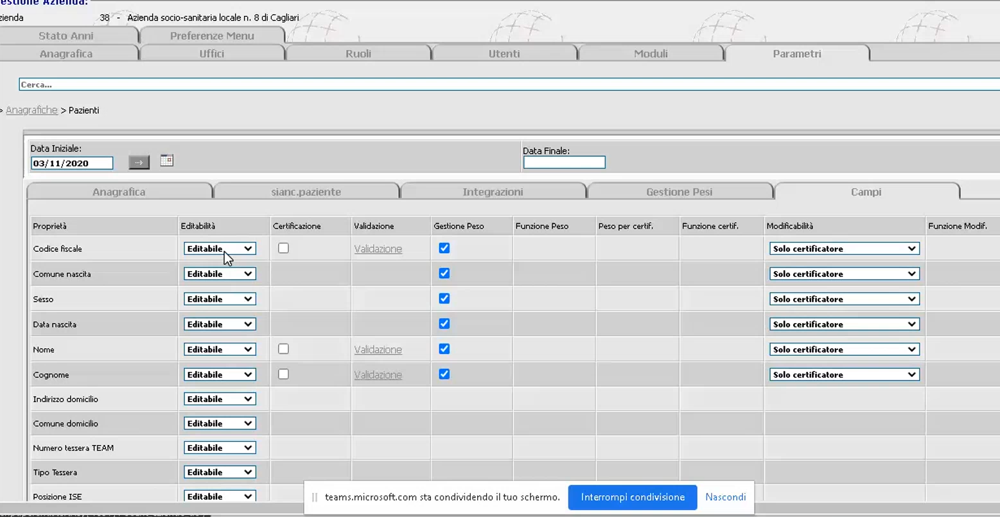 estione Azienda:
zienda 38 - Azienda socio-sanitaria locale n. 8 di Cagliari
Stato Anni Preferenze Menu
Anagrafica Uffici Ruoli Utenti Moduli Parametri
Cerca...
> Anagrafiche > Pazienti
Data Iniziale: Data Finale:
03/11/2020
Anagrafica sianc.paziente Integrazioni Gestione Pesi Campi
Proprietà Editabilità Certificazione Validazione Gestione Peso Funzione Peso Peso per certif. Funzione certif. Modificabilità Funzione Modif.
Codice fiscale Editabile Validazione Solo certificatore
Comune nascita Editabile Solo certificatore
Sesso Editabile Solo certificatore
Data nascita Editabile Solo certificatore
Nome Editabile Validazione Solo certificatore
Cognome Editabile Validazione Solo certificatore
Indirizzo domicilio Editabile
Comune domicilio Editabile
Numero tessera TEAM Editabile
Tipo Tessera Editabile
Posizione ISE Editabile
teams.microsoft.com sta condividendo il tuo schermo. Interrompi condivisione Nascondi